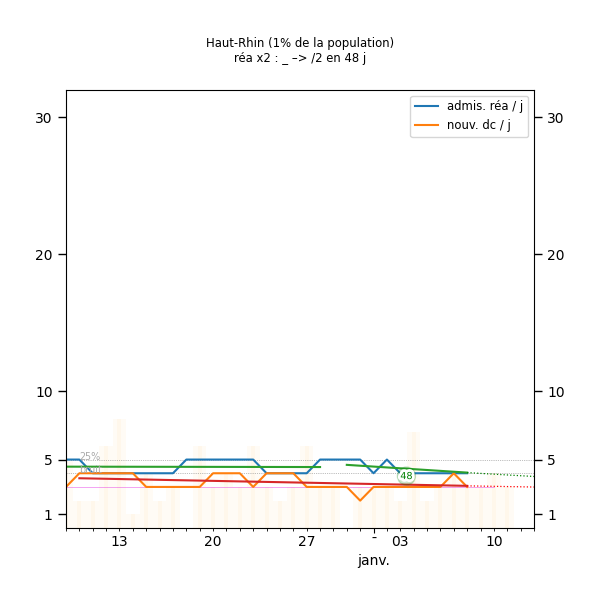 Haut-Rhin (1% de la population)
réa x2 : _ –> /2 en 48 j
admis. réa / j
nouv. dc / j
30 30
20 20
10 10
5 5
1 1
25%
48
13 20 27 - 03 10
janv.